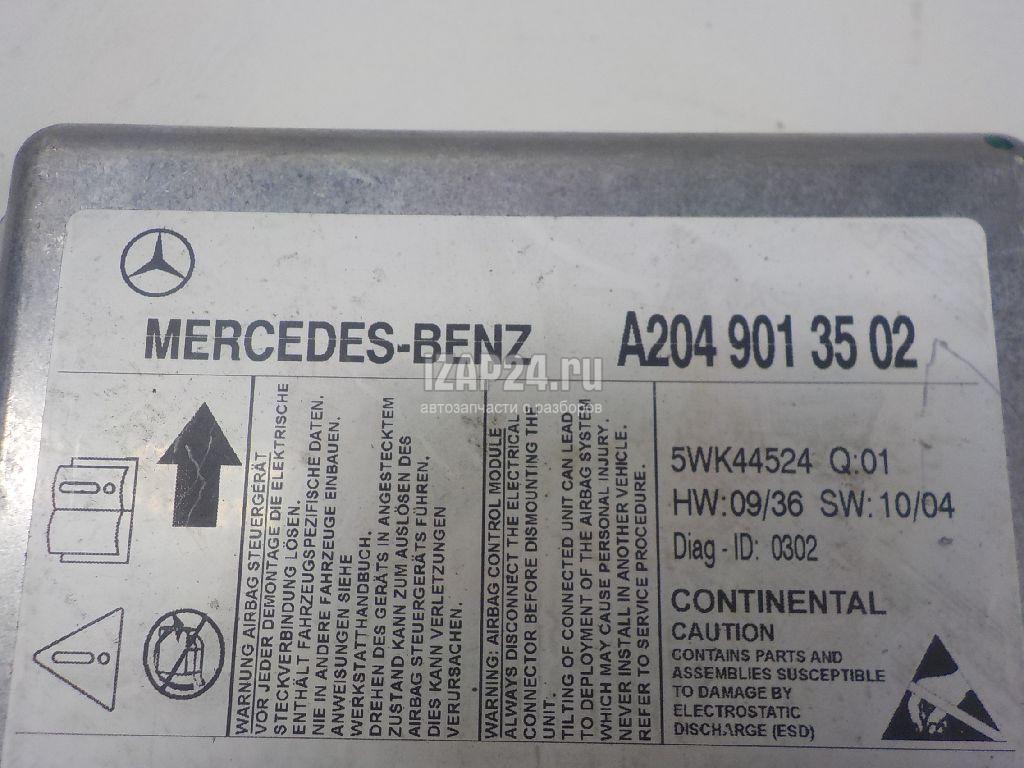 MERCEDES-BENZ
A204 901 35 02
IZAP24.ru
автозапчасти с разборов
WARNUNG AIRBAG STEUERGERÄT
VOR JEDER DEMONTAGE DIE ELEKTRISCHE
STECKVERBINDUNG LÖSEN.
ENTHÄLT FAHRZEUGSPEZIFISCHE DATEN.
NIE IN ANDERE FAHRZEUGE EINBAUEN.
ANWEISUNGEN SIEHE
WERKSTATTHANDBUCH.
DREHEN DES GERÄTS IN ANGESTECKTEM
ZUSTAND KANN ZUM AUSLÖSEN DES
AIRBAG STEUERGERÄTS FÜHREN.
DIES KANN VERLETZUNGEN
VERURSACHEN.
WARNING: AIRBAG CONTROL MODULE
ALWAYS DISCONNECT THE ELECTRICAL
CONNECTOR BEFORE DISMOUNTING THE
UNIT.
TILTING OF CONNECTED UNIT CAN LEAD
TO DEPLOYMENT OF THE AIRBAG SYSTEM
WHICH MAY CAUSE PERSONAL INJURY.
NEVER INSTALL IN ANOTHER VEHICLE.
REFER TO SERVICE PROCEDURE.
5WK44524 Q:01
HW: 09/36 SW: 10/04
Diag - ID: 0302
CONTINENTAL
CAUTION
CONTAINS PARTS AND
ASSEMBLIES SUSCEPTIBLE
TO DAMAGE BY
ELECTROSTATIC
DISCHARGE (ESD)